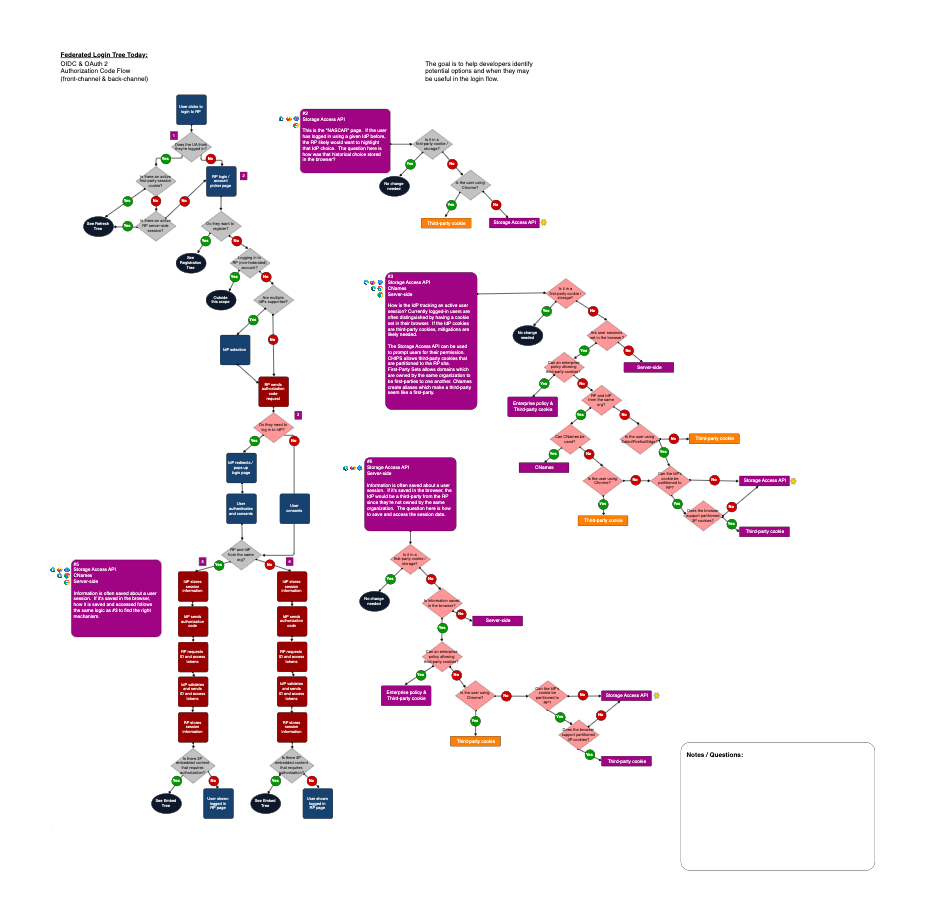 Federated Login Tree Today:
OIDC & OAuth 2
Authorization Code Flow
(front-channel & back-channel)
The goal is to help developers identify
potential options and when they may
be useful in the login flow.
User clicks to
login to RP
1
Does the UA think
they're logged in?
Yes
No
Is there an active
first-party session
cookie?
RP login /
account
picker page
2
Yes
No
See Refresh
Tree
Yes
Is there an active
RP server-side
session?
No
Do they want to
register?
Yes
No
See
Registration
Tree
Logging in to
RP (non-federated
account)?
Yes
No
Outside
this scope
Are multiple
IdPs supported?
Yes
No
IdP selection
RP sends
authorization
code
request
3
Do they need to
log in to IdP?
Yes
No
IdP redirects /
pops up
login page
User
authenticates
and consents
User
consents
RP and IdP
from the same
org?
Yes
No
IdP stores
session
information
IdP stores
session
information
IdP sends
authorization
code
IdP sends
authorization
code
RP requests
ID and access
tokens
RP requests
ID and access
tokens
IdP validates
and sends
ID and access
tokens
IdP validates
and sends
ID and access
tokens
RP stores
session
information
RP stores
session
information
Is there 3P
embedded content
that requires
authorization?
Is there 3P
embedded content
that requires
authorization?
Yes
No
Yes
No
See Embed
Tree
User shown
logged in
RP page
See Embed
Tree
User shown
logged in
RP page
#2
Storage Access API
This is the "NASCAR" page. If the user
has logged in using a given IdP before,
the RP likely would want to highlight
that IdP choice. The question here is
how was that historical choice stored
in the browser?
Is it in a
first-party cookie /
storage?
Yes
No
No change
needed
Is the user using
Chrome?
Yes
No
Third-party cookie
Storage Access API
#3
Storage Access API
CNames
Server-side
How is the IdP tracking an active user
session? Currently logged-in users are
often distinguished by having a cookie
set in their browser. If the IdP cookies
are third-party cookies, mitigations are
likely needed.
The Storage Access API can be used
to prompt users for their permission.
CHIPS allows third-party cookies that
are partitioned to the RP site.
First-Party Sets allows domains which
are owned by the same organization to
be first-parties to one another. CNames
create aliases which make a third-party
seem like a first-party.
Is it in a
first-party cookie /
storage?
Yes
No
No change
needed
Are user sessions
set in the browser?
Yes
No
Server-side
Can an enterprise
policy allowing
third-party cookies?
Yes
No
Enterprise policy &
Third-party cookie
RP and IdP
from the same
org?
Yes
No
Can CNames be
used?
Is the user using
Safari/Firefox/Edge?
No
Third-party cookie
Yes
No
Yes
CNames
Is the user using
Chrome?
No
Can the IdP's
cookie be
partitioned to
RP?
No
Storage Access API
Yes
Yes
No
Third-party cookie
Does the browser
support partitioned
3P cookies?
Yes
Third-party cookie
#5
Storage Access API
CNames
Server-side
Information is often saved about a user
session. If it's saved in the browser,
how it is saved and accessed follows
the same logic as #3 to find the right
mechanism.
Storage Access API
Server-side
Information is often saved about a user
session. If it's saved in the browser, the
IdP would be a third-party from the RP
since they're not owned by the same
organization. The question here is how
to save and access the session data.
Is it in a
first-party cookie /
storage?
Yes
No
No change
needed
Is information saved
in the browser?
Yes
No
Server-side
Can an enterprise
policy allowing
third-party cookies?
Yes
No
Enterprise policy &
Third-party cookie
Is the user using
Chrome?
No
Can the IdP's
cookie be
partitioned to
RP?
No
Storage Access API
Yes
Yes
No
Third-party cookie
Does the browser
support partitioned
3P cookies?
Yes
Third-party cookie
Notes / Questions: